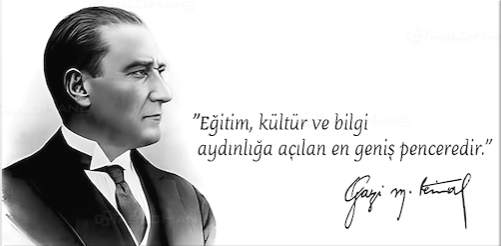 "Eğitim, kültür ve bilgi
aydınlığa açılan en geniş penceredir."
Gazi M. Kemal